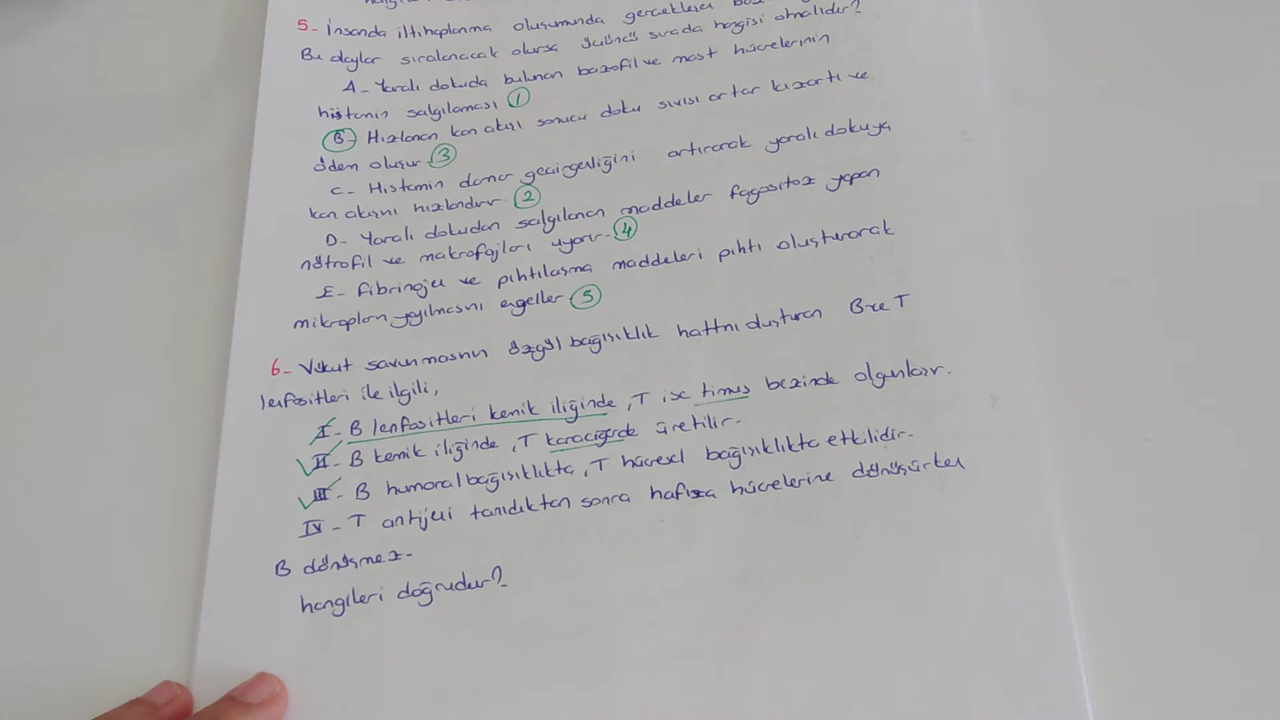 5- İnsanda iltihaplanma oluşumunda gerçekleşen
Bu olaylar sıralanacak olursa üçüncü sırada hangisi olmalıdır?
A- Yaralı dokuda bulunan bazofil ve mast hücrelerinin
histamin salgılaması ①
B- Hızlanan kan akışı sonucu doku sıvısı artar kızartı ve
ödem oluşur ③
C- Histamin damar geçirgenliğini artırarak yaralı dokuya
kan akışını hızlandırır ②
D- Yaralı dokudan salgılanan maddeler fagositoz yapan
nötrofil ve makrofajları uyarır- ④
E- Fibrinojen ve pıhtılaşma maddeleri pıhtı oluşturarak
mikropların yayılmasını engeller ⑤
6- Vücut savunmasının özgül bağışıklık hattını oluşturan B ve T
lenfositleri ile ilgili,
I- B lenfositleri kemik iliğinde, T ise timus bezinde olgunlaşır.
II- B kemik iliğinde, T karaciğerde üretilir.
III- B humoral bağışıklıkta, T hücresel bağışıklıkta etkilidir.
IV- T antijeni tanıdıktan sonra hafıza hücrelerine dönüşürken
B dönüşmez-
hangileri doğrudur?